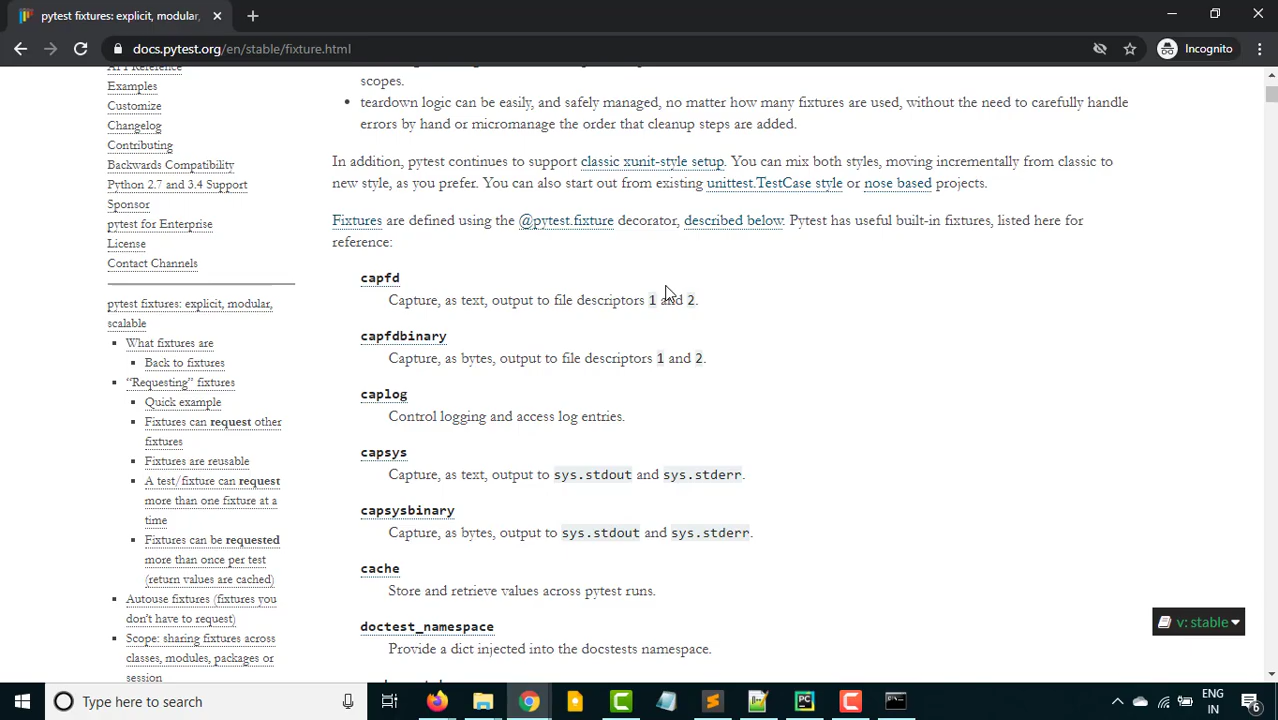 pytest fixtures: explicit, modular,
docs.pytest.org/en/stable/fixture.html
Incognito
API Reference
Examples
Customize
Changelog
Contributing
Backwards Compatibility
Python 2.7 and 3.4 Support
Sponsor
pytest for Enterprise
License
Contact Channels
pytest fixtures: explicit, modular,
scalable
▪ What fixtures are
▪ Back to fixtures
▪ “Requesting” fixtures
▪ Quick example
▪ Fixtures can request other
fixtures
▪ Fixtures are reusable
▪ A test/fixture can request
more than one fixture at a
time
▪ Fixtures can be requested
more than once per test
(return values are cached)
▪ Autouse fixtures (fixtures you
don’t have to request)
▪ Scope: sharing fixtures across
classes, modules, packages or
session
scopes.
• teardown logic can be easily, and safely managed, no matter how many fixtures are used, without the need to carefully handle
errors by hand or micromanage the order that cleanup steps are added.
In addition, pytest continues to support classic xunit-style setup. You can mix both styles, moving incrementally from classic to
new style, as you prefer. You can also start out from existing unittest.TestCase style or nose based projects.
Fixtures are defined using the @pytest.fixture decorator, described below. Pytest has useful built-in fixtures, listed here for
reference:
capfd
Capture, as text, output to file descriptors 1 and 2.
capfdbinary
Capture, as bytes, output to file descriptors 1 and 2.
caplog
Control logging and access log entries.
capsys
Capture, as text, output to sys.stdout and sys.stderr.
capsysbinary
Capture, as bytes, output to sys.stdout and sys.stderr.
cache
Store and retrieve values across pytest runs.
doctest_namespace
Provide a dict injected into the docstests namespace.
v: stable
Type here to search
ENG
IN
6